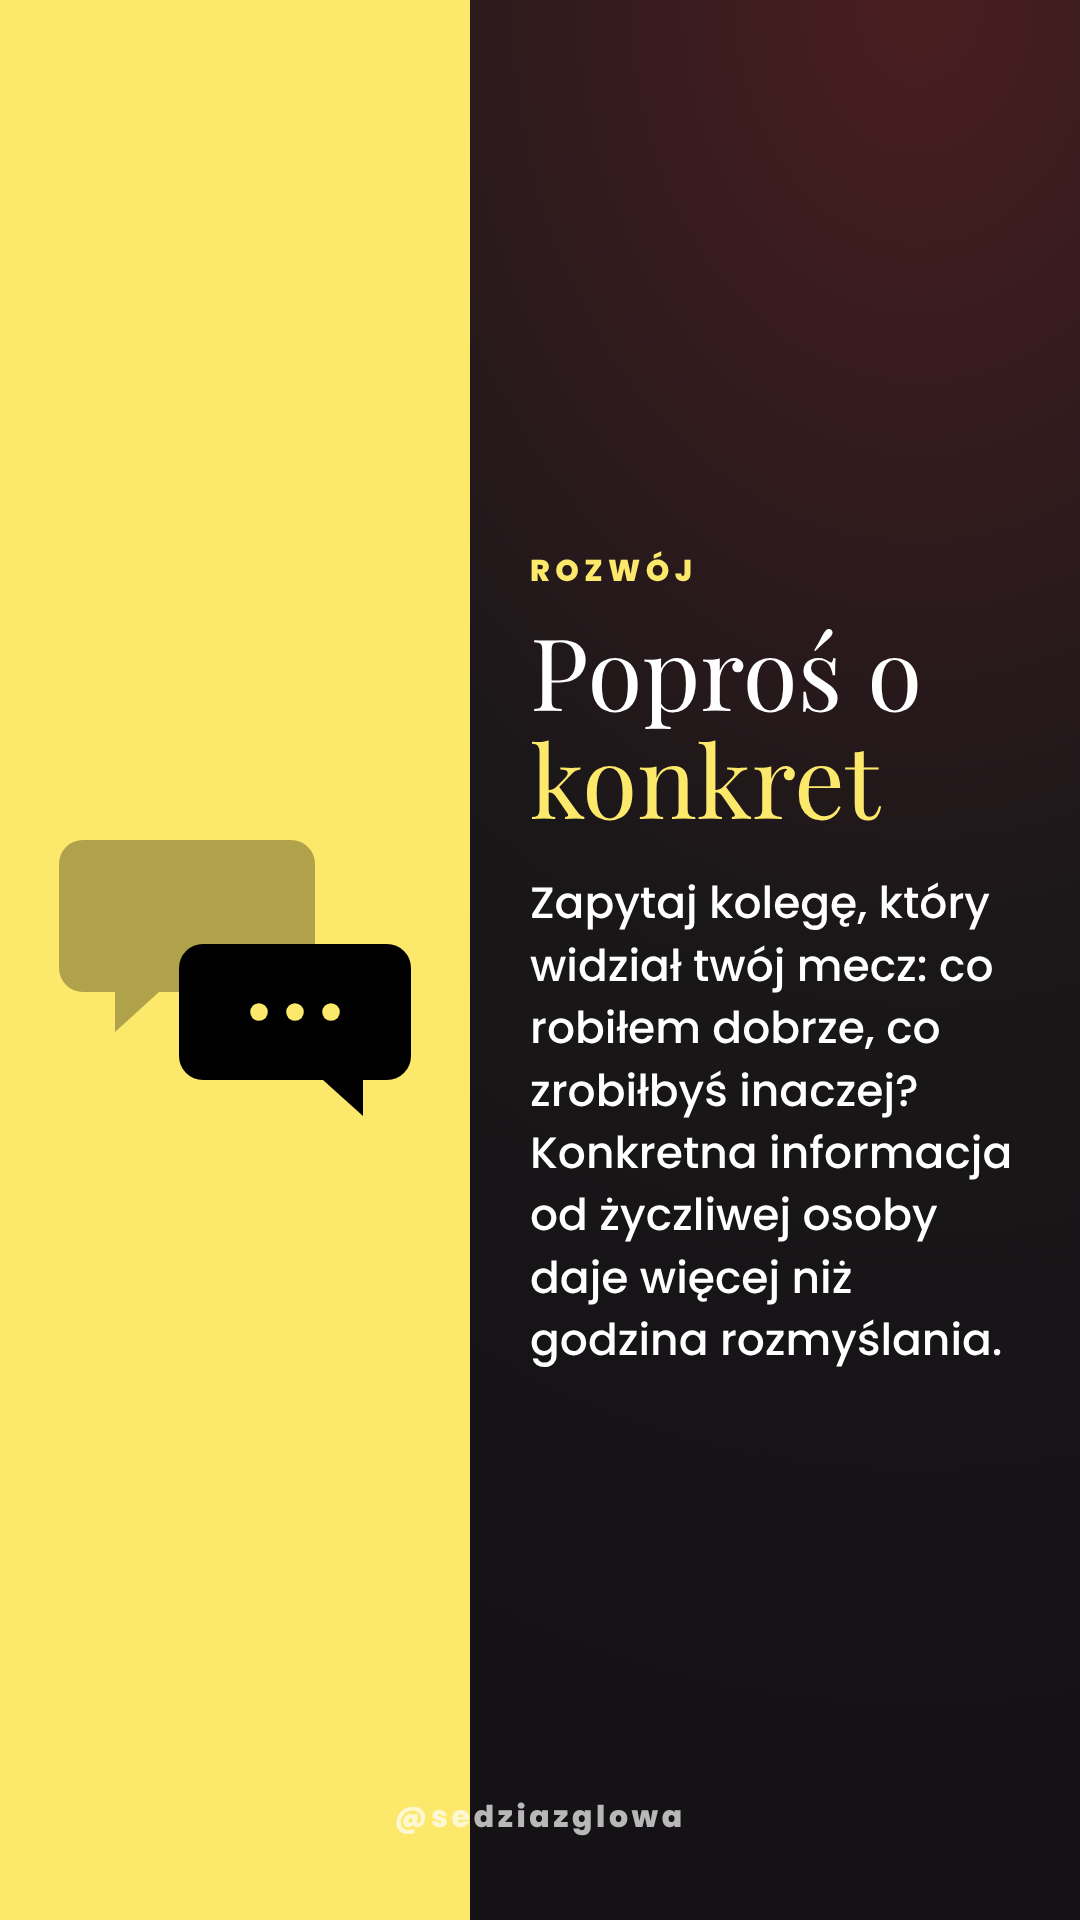 ROZWÓJ
Poproś o
konkret
Zapytaj kolegę, który
widział twój mecz: co
robiłem dobrze, co
zrobiłbyś inaczej?
Konkretna informacja
od życzliwej osoby
daje więcej niż
godzina rozmyślania.
@sedziazglowa